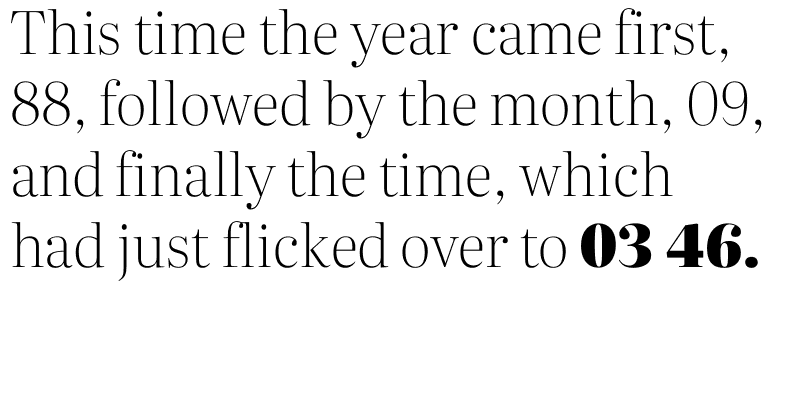 This time the year came first,
88, followed by the month, 09,
and finally the time, which
had just flicked over to 03 46.